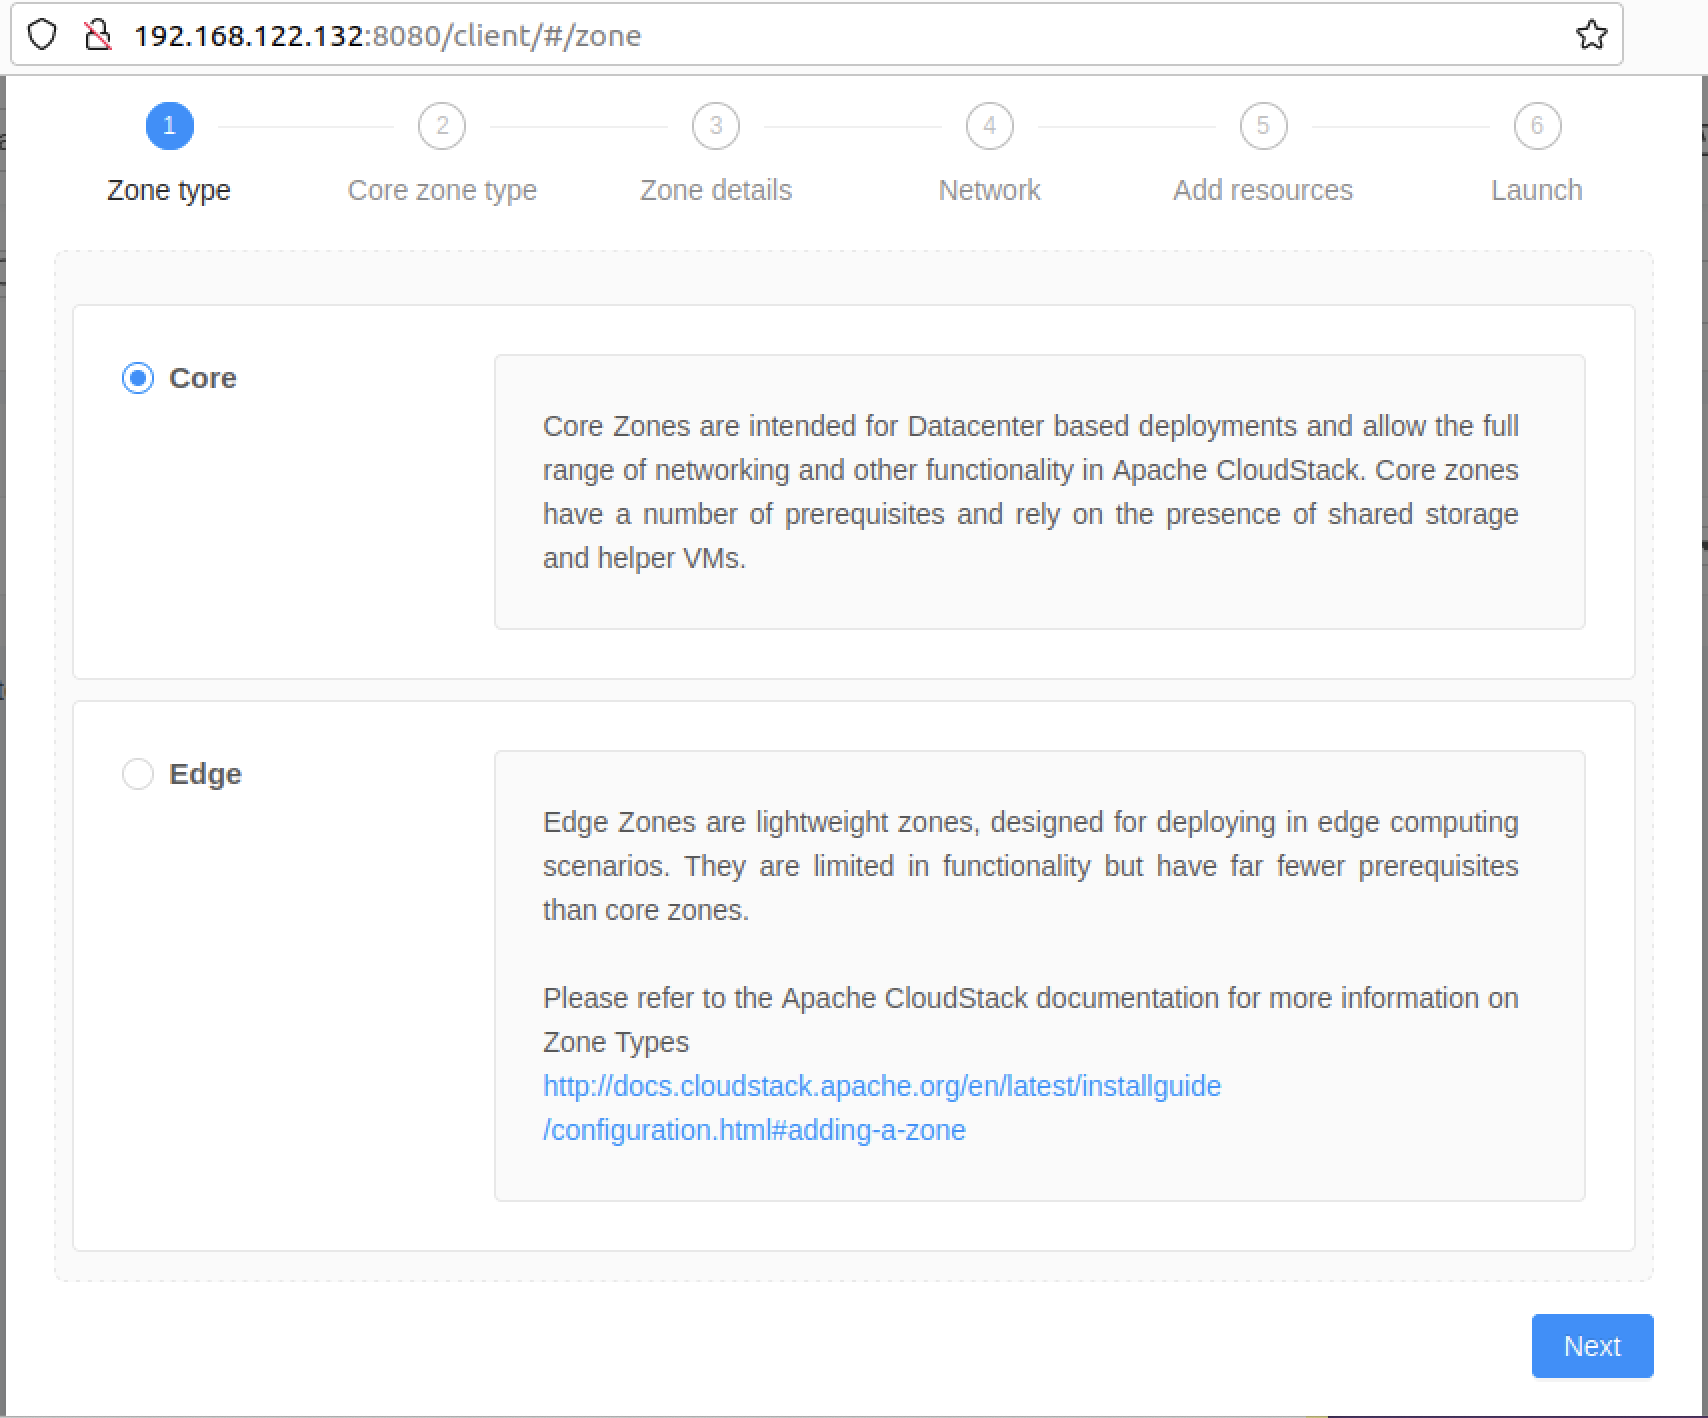 192.168.122.132:8080/client/#/zone
1
2
3
4
5
6
Zone type
Core zone type
Zone details
Network
Add resources
Launch
Core
Core Zones are intended for Datacenter based deployments and allow the full
range of networking and other functionality in Apache CloudStack. Core zones
have a number of prerequisites and rely on the presence of shared storage
and helper VMs.
Edge
Edge Zones are lightweight zones, designed for deploying in edge computing
scenarios. They are limited in functionality but have far fewer prerequisites
than core zones.
Please refer to the Apache CloudStack documentation for more information on
Zone Types
http://docs.cloudstack.apache.org/en/latest/installguide
/configuration.html#adding-a-zone
Next